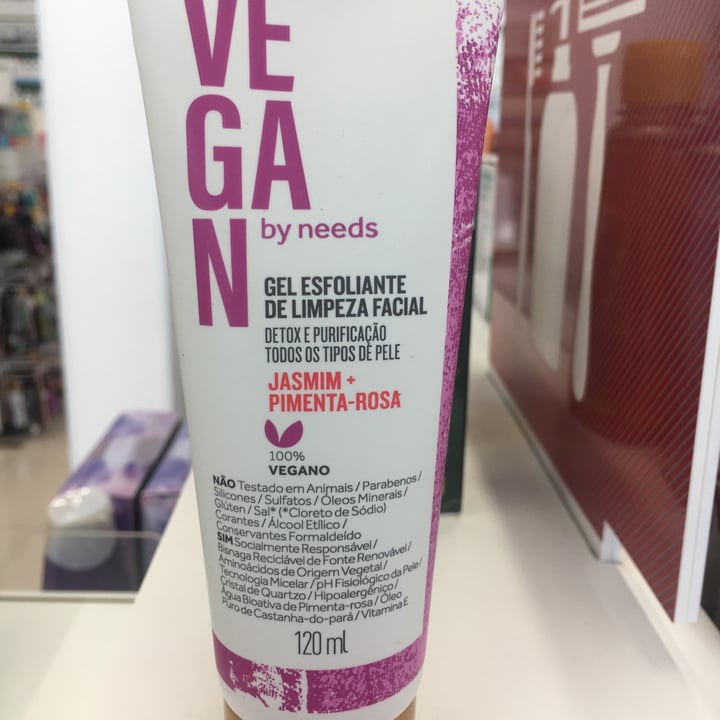 VE
GA
N
by needs
GEL ESFOLIANTE
DE LIMPEZA FACIAL
DETOX E PURIFICAÇÃO
TODOS OS TIPOS DE PELE
JASMIM +
PIMENTA-ROSA
100%
VEGANO
NÃO Testado em Animais / Parabenos /
Silicones / Sulfatos / Óleos Minerais /
Glúten / Sal* (*Cloreto de Sódio)
Corantes / Álcool Etílico /
Conservantes Formaldeído
SIM Socialmente Responsável /
Bisnaga Reciclável de Fonte Renovável /
Aminoácidos de Origem Vegetal /
Tecnologia Micelar / pH Fisiológico da Pele /
Cristal de Quartzo / Hipoalergênico /
Água Bioativa de Pimenta-rosa / Óleo
Puro de Castanha-do-pará / Vitamina E
120 ml